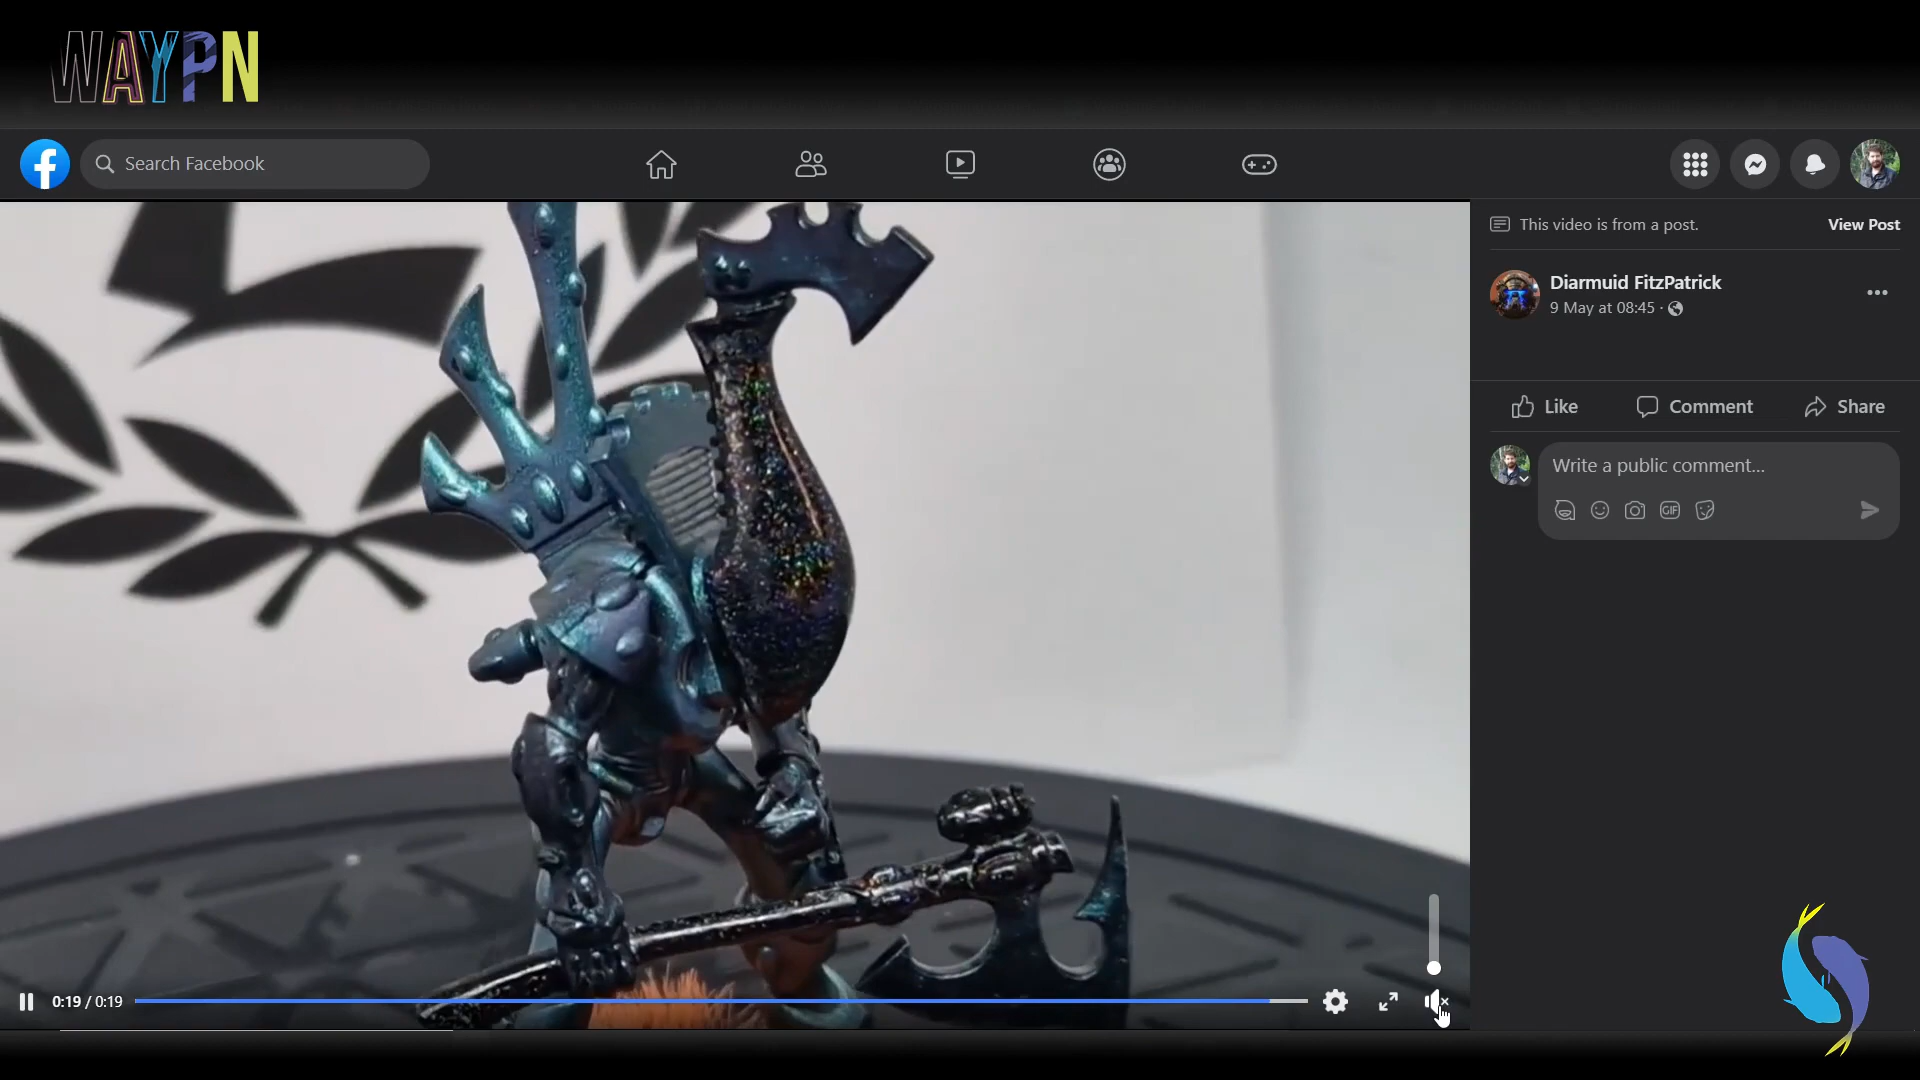 WAYPN
Search Facebook
This video is from a post.
View Post
Diarmuid FitzPatrick
9 May at 08:45 ·
Like
Comment
Share
Write a public comment...
GIF
0:19 / 0:19